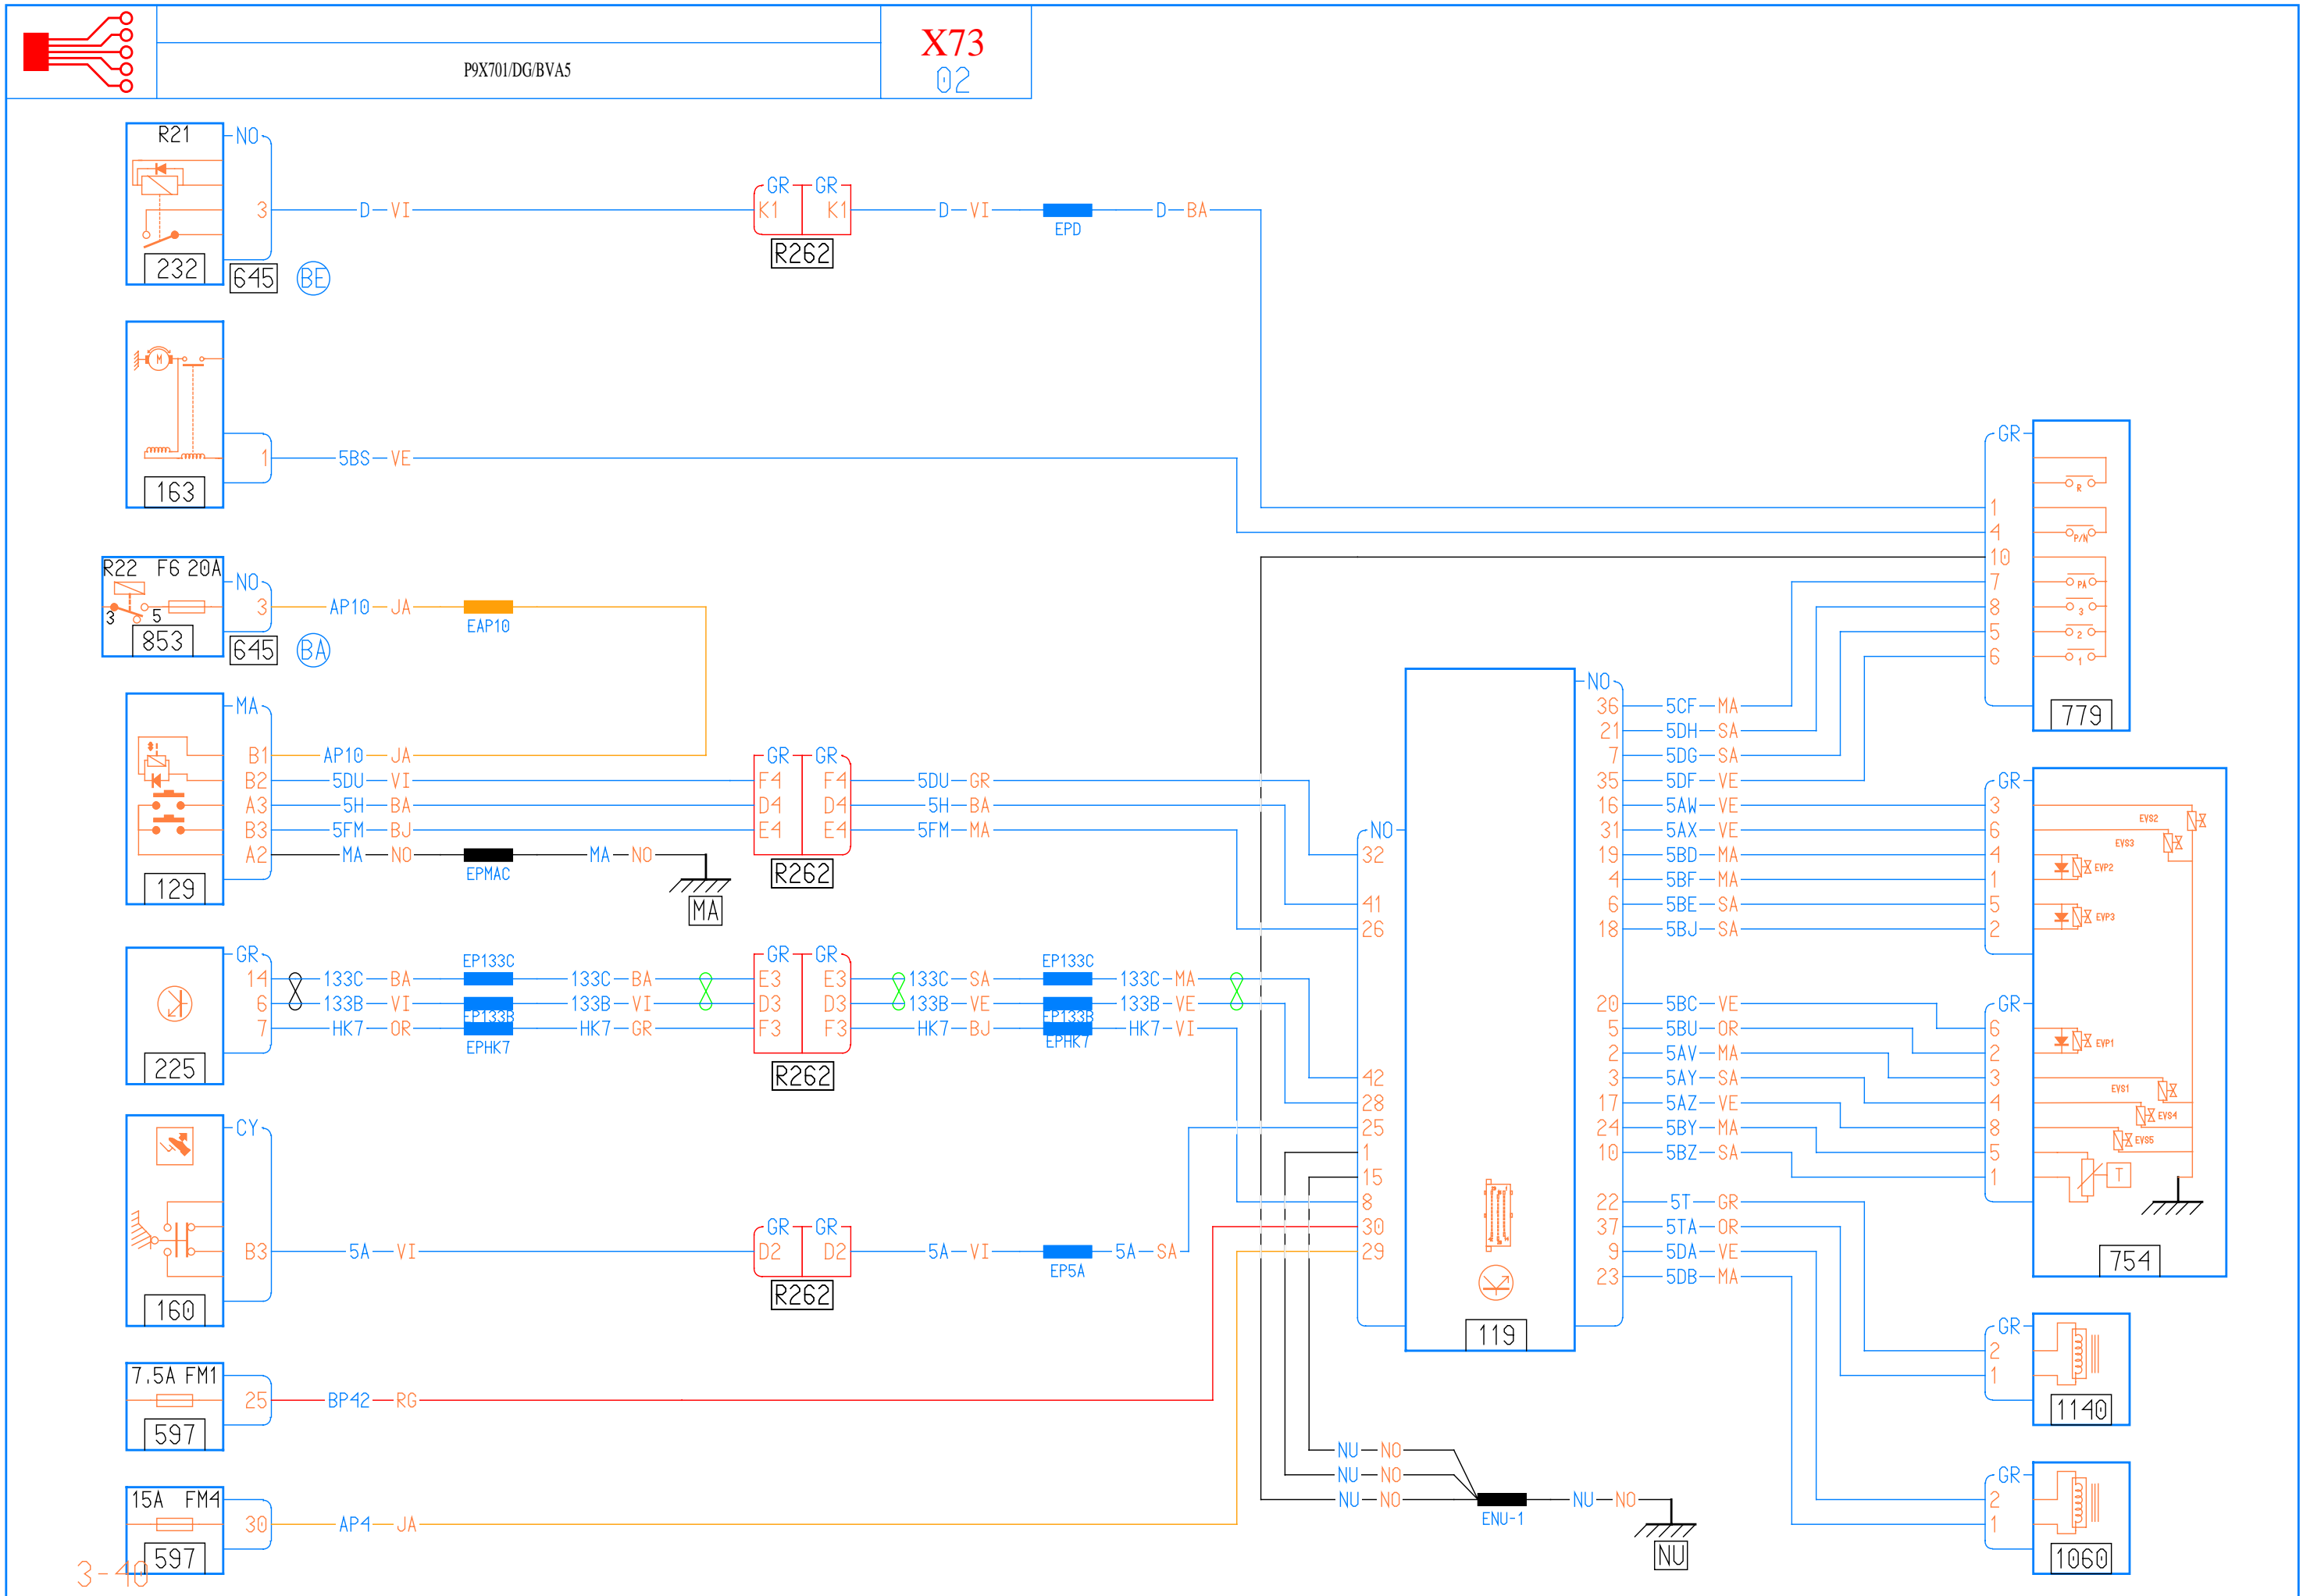 X73
P9X701/DG/BVA5
02
R21
NO
3
D VI
GR GR
K1 K1
D VI
EPD
D BA
R262
232
645
BE
M
1
5BS VE
163
R22 F6 20A
NO
3
AP10 JA
EAP10
3 5
853
645
BA
MA
B1 AP10 JA
B2 5DU VI
A3 5H BA
B3 5FM BJ
A2 MA NO
EPMAC
MA NO
MA
129
GR GR
F4 F4 5DU GR
D4 D4 5H BA
E4 E4 5FM MA
R262
GR
14 133C BA
EP133C
133C BA
6 133B VI
EP133B
133B VI
7 HK7 OR
EPHK7
HK7 GR
225
GR GR
E3 E3 133C SA
EP133C
133C MA
D3 D3 133B VE
EP133B
133B VE
F3 F3 HK7 BJ
EPHK7
HK7 VI
R262
CY
B3
5A VI
160
GR GR
D2 D2
5A VI
EP5A
5A SA
R262
7.5A FM1
25
BP42 RG
597
15A FM4
30
AP4 JA
597
3-40
NO
32
41
26
42
28
25
1
15
8
30
29
119
NU NO
NU NO
NU NO
ENU-1
NU NO
NU
NO
36 5CF MA
21 5DH SA
7 5DG SA
35 5DF VE
16 5AW VE
31 5AX VE
19 5BD MA
4 5BF MA
6 5BE SA
18 5BJ SA
20 5BC VE
5 5BU OR
2 5AV MA
3 5AY SA
17 5AZ VE
24 5BY MA
10 5BZ SA
22 5T GR
37 5TA OR
9 5DA VE
23 5DB MA
GR
R
1
4 P/N
10
7 PA
8 3
5 2
6 1
779
GR
3 EVS2
6 EVS3
4 EVP2
1
5 EVP3
2
GR
6 EVP1
2
3 EVS1
4 EVS4
8 EVS5
5 T
1
754
GR
2
1
1140
GR
2
1
1060